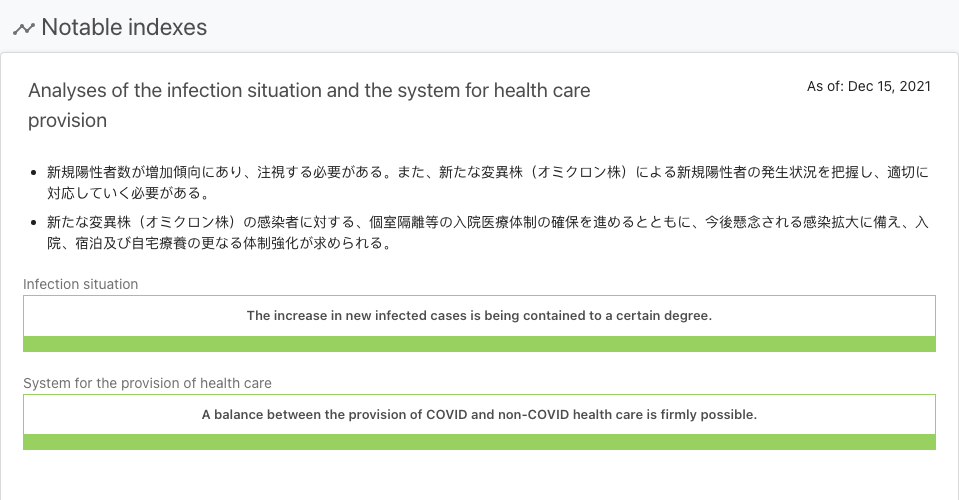 Notable indexes
Analyses of the infection situation and the system for health care
As of: Dec 15, 2021
provision
新規陽性者数が増加傾向にあり、注視する必要がある。また、新たな変異株（オミクロン株）による新規陽性者の発生状況を把握し、適切に
対応していく必要がある。
新たな変異株（オミクロン株）の感染者に対する、個室隔離等の入院医療体制の確保を進めるとともに、今後懸念される感染拡大に備え、入
院、宿泊及び自宅療養の更なる体制強化が求められる。
Infection situation
The increase in new infected cases is being contained to a certain degree.
System for the provision of health care
A balance between the provision of COVID and non-COVID health care is firmly possible.